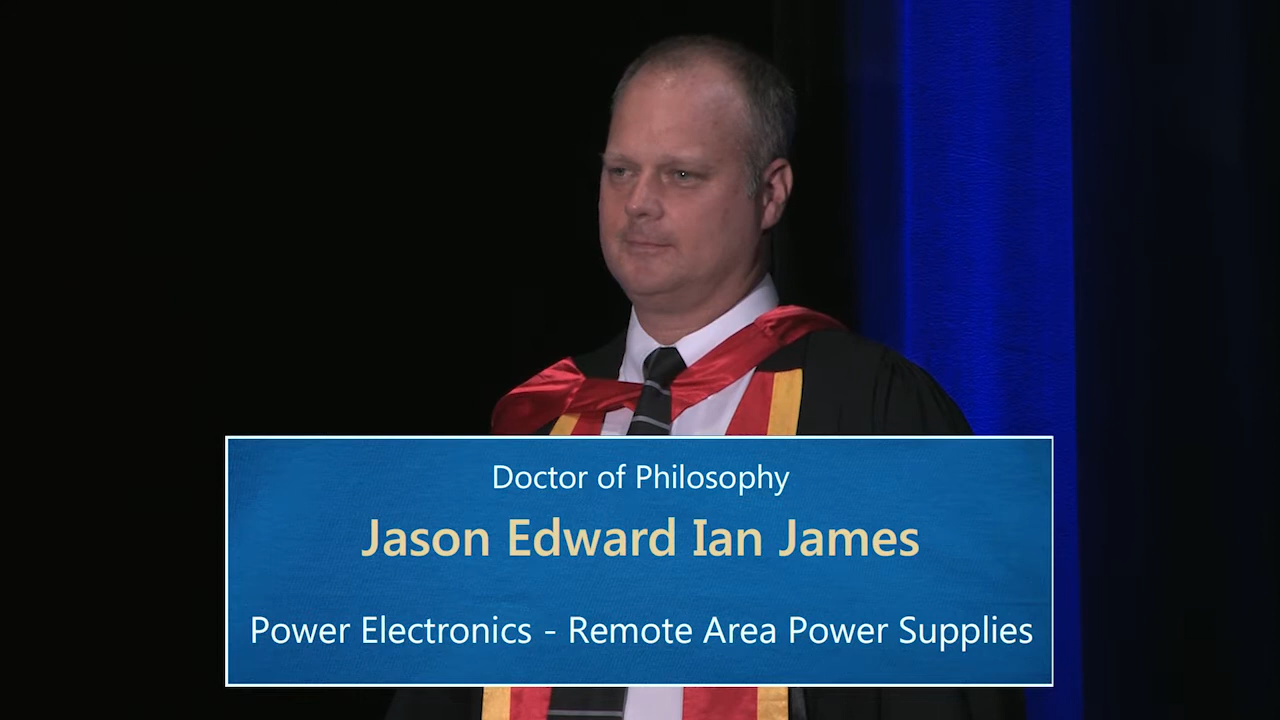 Doctor of Philosophy
Jason Edward Ian James
Power Electronics - Remote Area Power Supplies